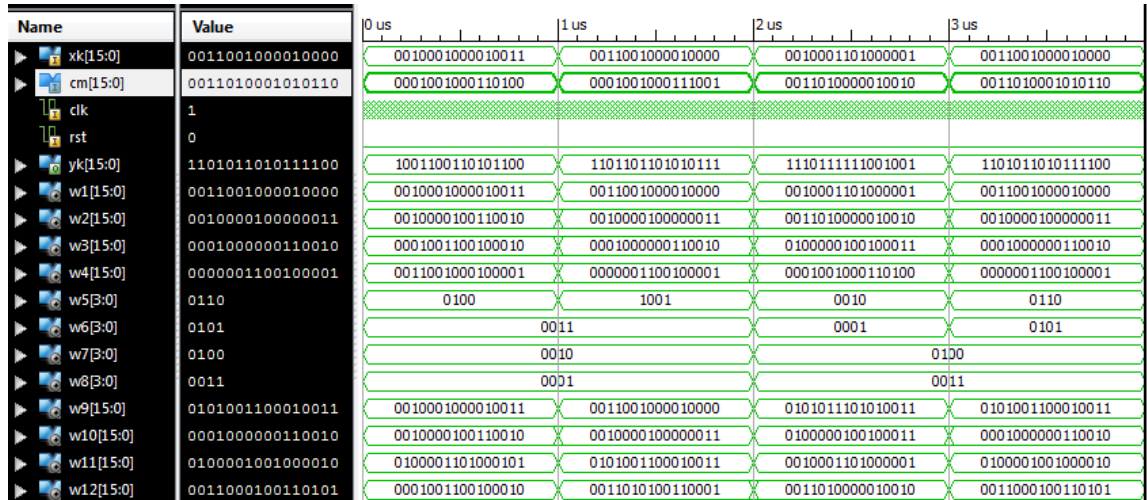 Name Value 0 us 1 us 2 us 3 us
xk[15:0] 0011001000010000 0010001000010011 0011001000010000 0010001101000001 0011001000010000
cm[15:0] 0011010001010110 0001001000110100 0001001000111001 0011010000010010 0011010001010110
clk 1
rst 0
yk[15:0] 1101011010111100 1001100110101100 1101101101010111 1110111111001001 1101011010111100
w1[15:0] 0011001000010000 0010001000010011 0011001000010000 0010001101000001 0011001000010000
w2[15:0] 0010000100000011 0010000100110010 0010000100000011 0011010000010010 0010000100000011
w3[15:0] 0001000000110010 0001001100100010 0001000000110010 0100000100100011 0001000000110010
w4[15:0] 0000001100100001 0011001000100001 0000001100100001 0001001000110100 0000001100100001
w5[3:0] 0110 0100 1001 0010 0110
w6[3:0] 0101 0011 0001 0101
w7[3:0] 0100 0010 0100
w8[3:0] 0011 0001 0011
w9[15:0] 0101001100010011 0010001000010011 0011001000010000 0101011101010011 0101001100010011
w10[15:0] 0001000000110010 0010000100110010 0010000100000011 0100000100100011 0001000000110010
w11[15:0] 0100001001000010 0100001101000101 0101001100010011 0010001101000001 0100001001000010
w12[15:0] 0011000100110101 0001001100100010 0011010100110001 0011010000010010 0011000100110101